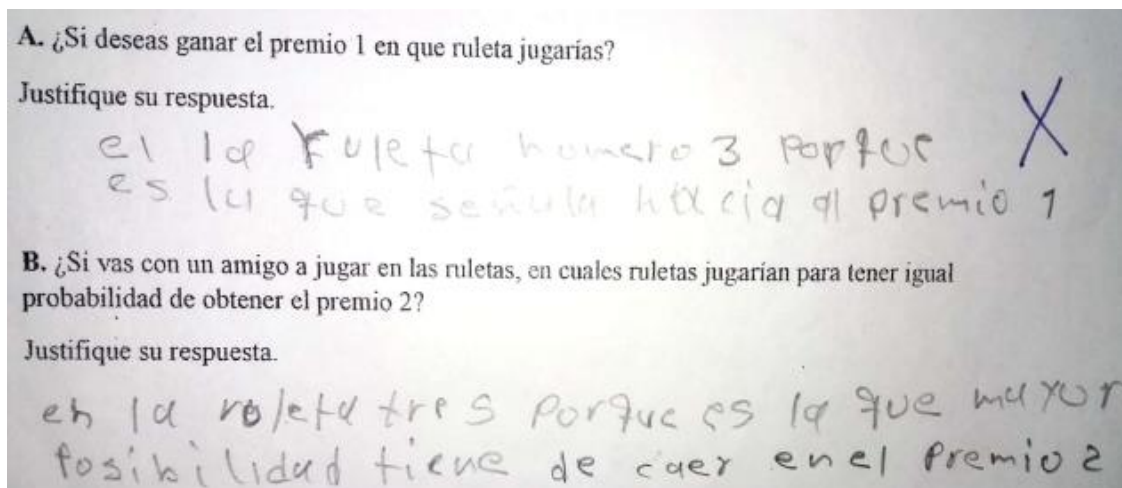 A. ¿Si deseas ganar el premio 1 en que ruleta jugarías?
Justifique su respuesta.
el la ruleta numero 3 porque
es la que señala hacia al premio 1
X
B. ¿Si vas con un amigo a jugar en las ruletas, en cuales ruletas jugarían para tener igual
probabilidad de obtener el premio 2?
Justifique su respuesta.
en la roleta tres porque es la que mayor
posibilidad tiene de caer en el premio 2